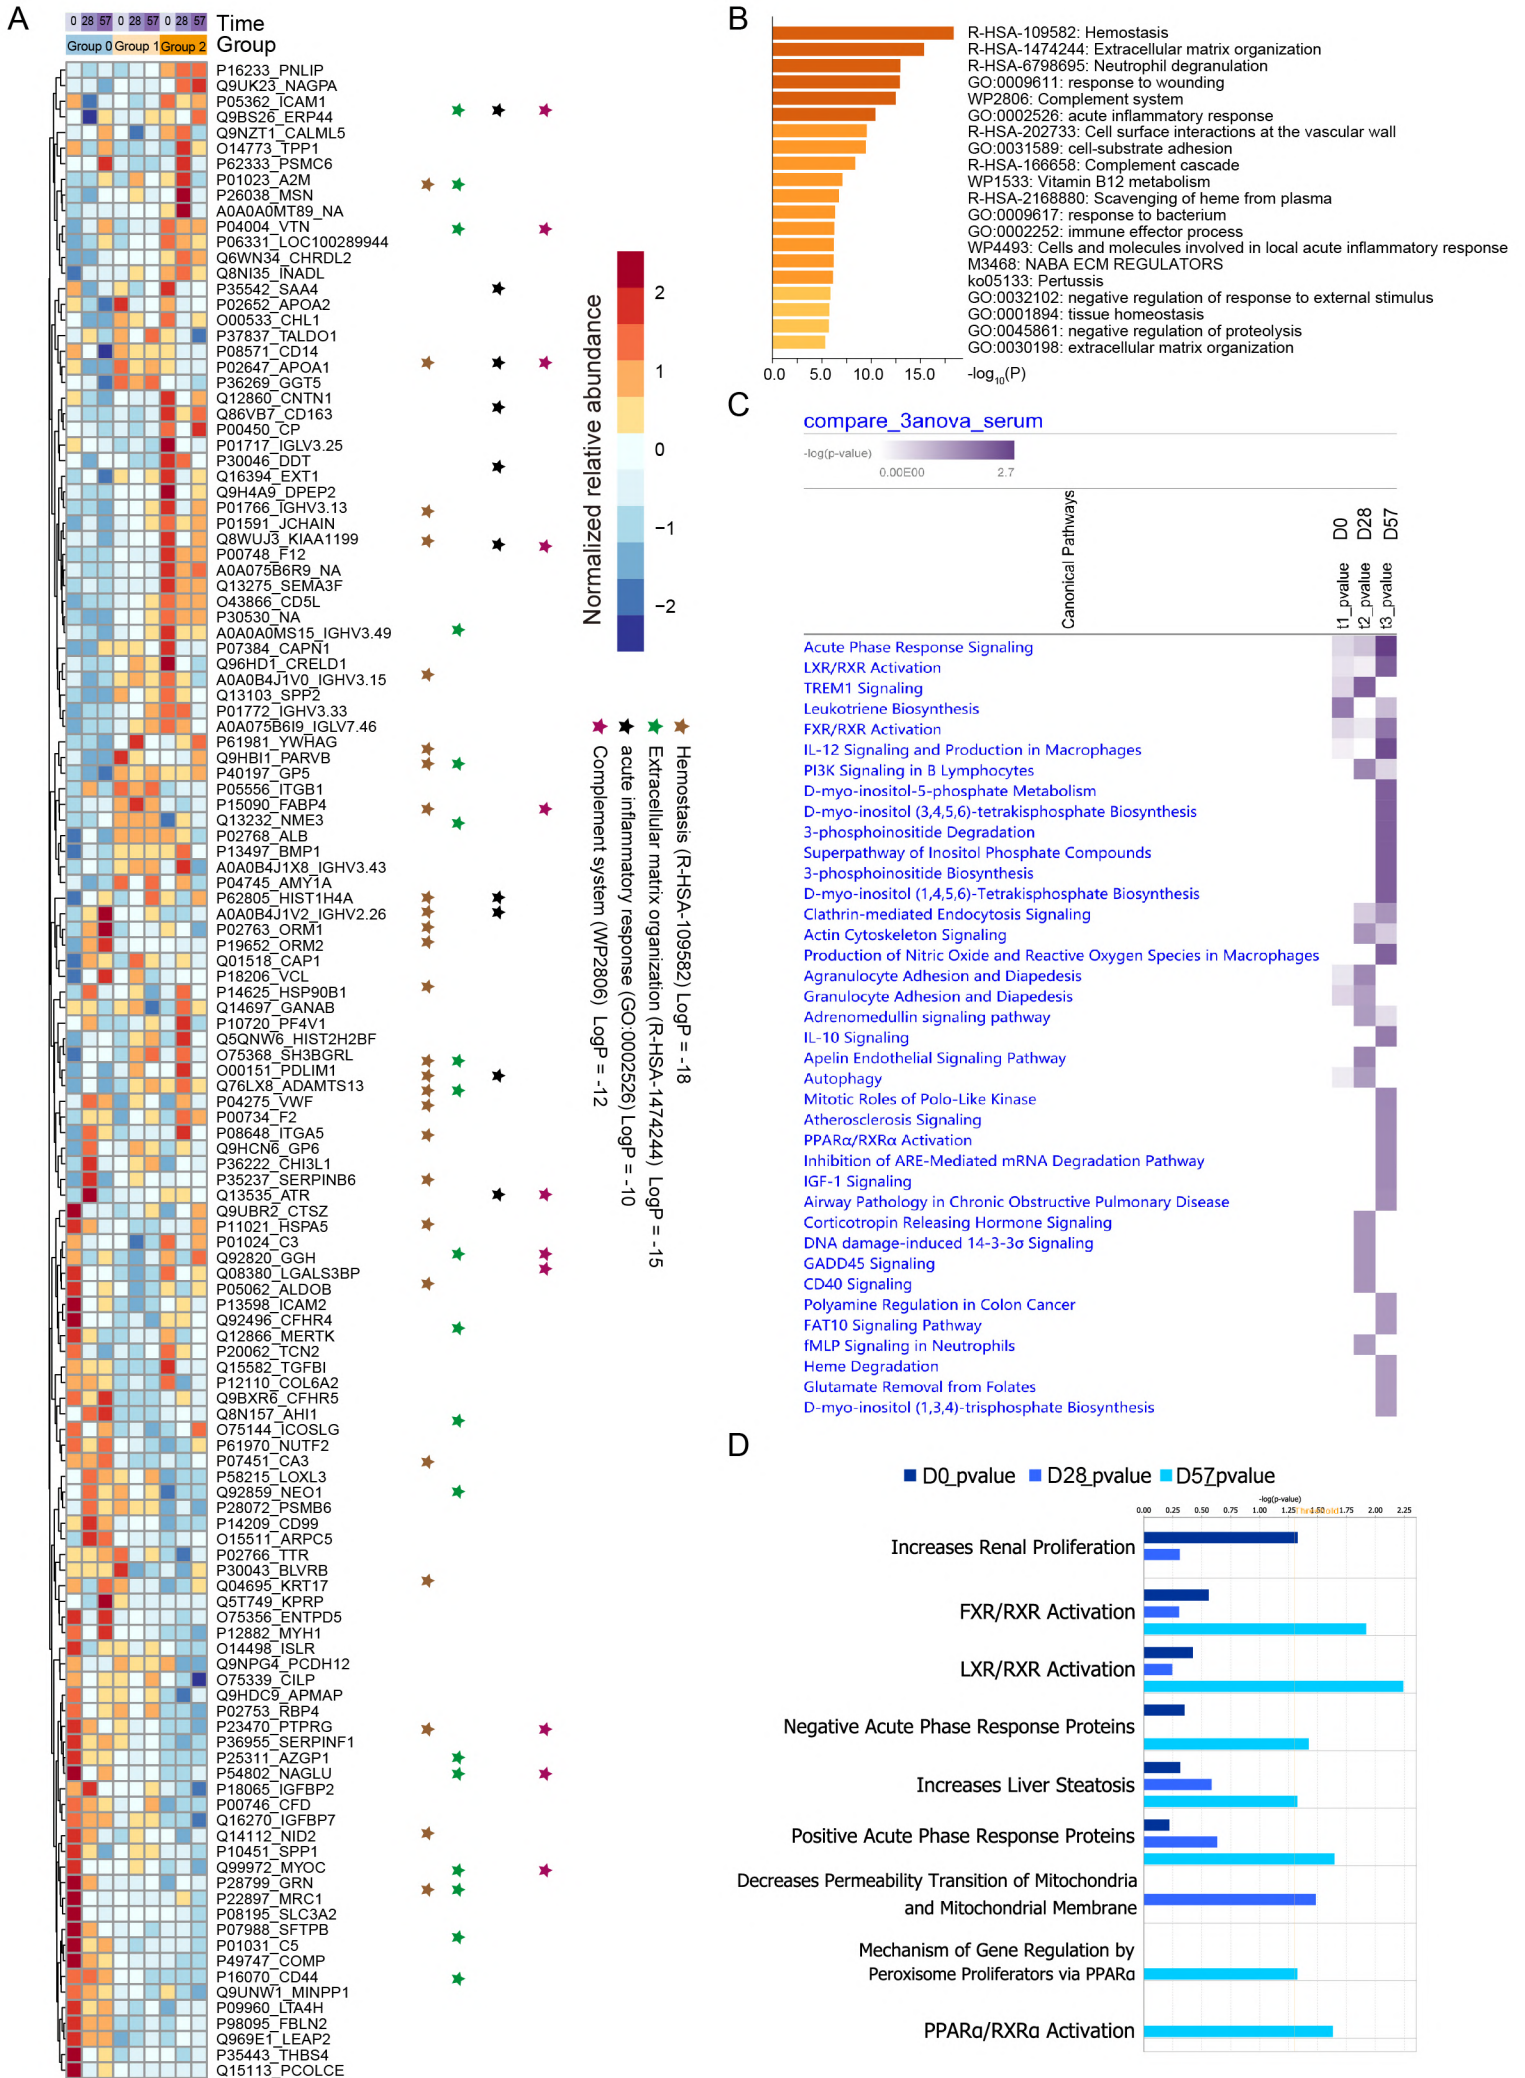 A
0 28 57 0 28 57 0 28 57 Time
Group 0 Group 1 Group 2 Group
P16233_PNLIP
Q9UK23_NAGPA
P05362_ICAM1
Q9BS26_ERP44
Q9NZT1_CALML5
O14773_TPP1
P62333_PSMC6
P01023_A2M
P26038_MSN
A0A0A0MT89_NA
P04004_VTN
P06331_LOC100289944
Q6WN34_CHRDL2
Q8NI35_INADL
P35542_SAA4
P02652_APOA2
O00533_CHL1
P37837_TALDO1
P08571_CD14
P02647_APOA1
P36269_GGT5
Q12860_CNTN1
Q86VB7_CD163
P00450_CP
P01717_IGLV3.25
P30046_DDT
Q16394_EXT1
Q9H4A9_DPEP2
P01766_IGHV3.13
P01591_JCHAIN
Q8WUJ3_KIAA1199
P00748_F12
A0A075B6R9_NA
Q13275_SEMA3F
O43866_CD5L
P30530_NA
A0A0A0MS15_IGHV3.49
P07384_CAPN1
Q96HD1_CRELD1
A0A0B4J1V0_IGHV3.15
Q13103_SPP2
P01772_IGHV3.33
A0A075B6I9_IGLV7.46
P61981_YWHAG
Q9HBI1_PARVB
P40197_GP5
P05556_ITGB1
P15090_FABP4
Q13232_NME3
P02768_ALB
P13497_BMP1
A0A0B4J1X8_IGHV3.43
P04745_AMY1A
P62805_HIST1H4A
A0A0B4J1V2_IGHV2.26
P02763_ORM1
P19652_ORM2
Q01518_CAP1
P18206_VCL
P14625_HSP90B1
Q14697_GANAB
P10720_PF4V1
Q5QNW6_HIST2H2BF
O75368_SH3BGRL
O00151_PDLIM1
Q76LX8_ADAMTS13
P04275_VWF
P00734_F2
P08648_ITGA5
Q9HCN6_GP6
P36222_CHI3L1
P35237_SERPINB6
Q13535_ATR
Q9UBR2_CTSZ
P11021_HSPA5
P01024_C3
Q92820_GGH
Q08380_LGALS3BP
P05062_ALDOB
P13598_ICAM2
Q92496_CFHR4
Q12866_MERTK
P20062_TCN2
Q15582_TGFBI
P12110_COL6A2
Q9BXR6_CFHR5
Q8N157_AHI1
O75144_ICOSLG
P61970_NUTF2
P07451_CA3
P58215_LOXL3
Q92859_NEO1
P28072_PSMB6
P14209_CD99
O15511_ARPC5
P02766_TTR
P30043_BLVRB
Q04695_KRT17
Q5T749_KPRP
O75356_ENTPD5
P12882_MYH1
O14498_ISLR
Q9NPG4_PCDH12
O75339_CILP
Q9HDC9_APMAP
P02753_RBP4
P23470_PTPRG
P36955_SERPINF1
P25311_AZGP1
P54802_NAGLU
P18065_IGFBP2
P00746_CFD
Q16270_IGFBP7
Q14112_NID2
P10451_SPP1
Q99972_MYOC
P28799_GRN
P22897_MRC1
P08195_SLC3A2
P07988_SFTPB
P01031_C5
P49747_COMP
P16070_CD44
Q9UNW1_MINPP1
P09960_LTA4H
P98095_FBLN2
Q969E1_LEAP2
P35443_THBS4
Q15113_PCOLCE
Normalized relative abundance
2
1
0
−1
−2
Hemostasis (R-HSA-109582) LogP = -18
Extracellular matrix organization (R-HSA-1474244) LogP = -15
acute inflammatory response (GO:0002526) LogP = -10
Complement system (WP2806) LogP = -12
B
R-HSA-109582: Hemostasis
R-HSA-1474244: Extracellular matrix organization
R-HSA-6798695: Neutrophil degranulation
GO:0009611: response to wounding
WP2806: Complement system
GO:0002526: acute inflammatory response
R-HSA-202733: Cell surface interactions at the vascular wall
GO:0031589: cell-substrate adhesion
R-HSA-166658: Complement cascade
WP1533: Vitamin B12 metabolism
R-HSA-2168880: Scavenging of heme from plasma
GO:0009617: response to bacterium
GO:0002252: immune effector process
WP4493: Cells and molecules involved in local acute inflammatory response
M3468: NABA ECM REGULATORS
ko05133: Pertussis
GO:0032102: negative regulation of response to external stimulus
GO:0001894: tissue homeostasis
GO:0045861: negative regulation of proteolysis
GO:0030198: extracellular matrix organization
0.0 5.0 10.0 15.0 -log10(P)
C
compare_3anova_serum
-log(p-value)
0.00E00 2.7
Canonical Pathways
t1_pvalue D0
t2_pvalue D28
t3_pvalue D57
Acute Phase Response Signaling
LXR/RXR Activation
TREM1 Signaling
Leukotriene Biosynthesis
FXR/RXR Activation
IL-12 Signaling and Production in Macrophages
PI3K Signaling in B Lymphocytes
D-myo-inositol-5-phosphate Metabolism
D-myo-inositol (3,4,5,6)-tetrakisphosphate Biosynthesis
3-phosphoinositide Degradation
Superpathway of Inositol Phosphate Compounds
3-phosphoinositide Biosynthesis
D-myo-inositol (1,4,5,6)-Tetrakisphosphate Biosynthesis
Clathrin-mediated Endocytosis Signaling
Actin Cytoskeleton Signaling
Production of Nitric Oxide and Reactive Oxygen Species in Macrophages
Agranulocyte Adhesion and Diapedesis
Granulocyte Adhesion and Diapedesis
Adrenomedullin signaling pathway
IL-10 Signaling
Apelin Endothelial Signaling Pathway
Autophagy
Mitotic Roles of Polo-Like Kinase
Atherosclerosis Signaling
PPARα/RXRα Activation
Inhibition of ARE-Mediated mRNA Degradation Pathway
IGF-1 Signaling
Airway Pathology in Chronic Obstructive Pulmonary Disease
Corticotropin Releasing Hormone Signaling
DNA damage-induced 14-3-3σ Signaling
GADD45 Signaling
CD40 Signaling
Polyamine Regulation in Colon Cancer
FAT10 Signaling Pathway
fMLP Signaling in Neutrophils
Heme Degradation
Glutamate Removal from Folates
D-myo-inositol (1,3,4)-trisphosphate Biosynthesis
D
D0_pvalue D28_pvalue D57pvalue
-log(p-value)
0.00 0.25 0.50 0.75 1.00 1.25 1.50 1.75 2.00 2.25
Threshold
Increases Renal Proliferation
FXR/RXR Activation
LXR/RXR Activation
Negative Acute Phase Response Proteins
Increases Liver Steatosis
Positive Acute Phase Response Proteins
Decreases Permeability Transition of Mitochondria
and Mitochondrial Membrane
Mechanism of Gene Regulation by
Peroxisome Proliferators via PPARα
PPARα/RXRα Activation